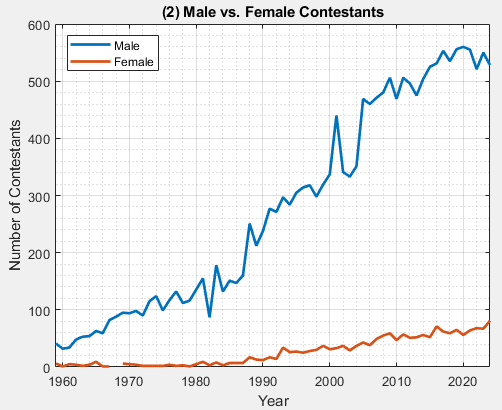 (2) Male vs. Female Contestants
600
500
400
300
200
100
0
Number of Contestants
Male
Female
1960 1970 1980 1990 2000 2010 2020
Year